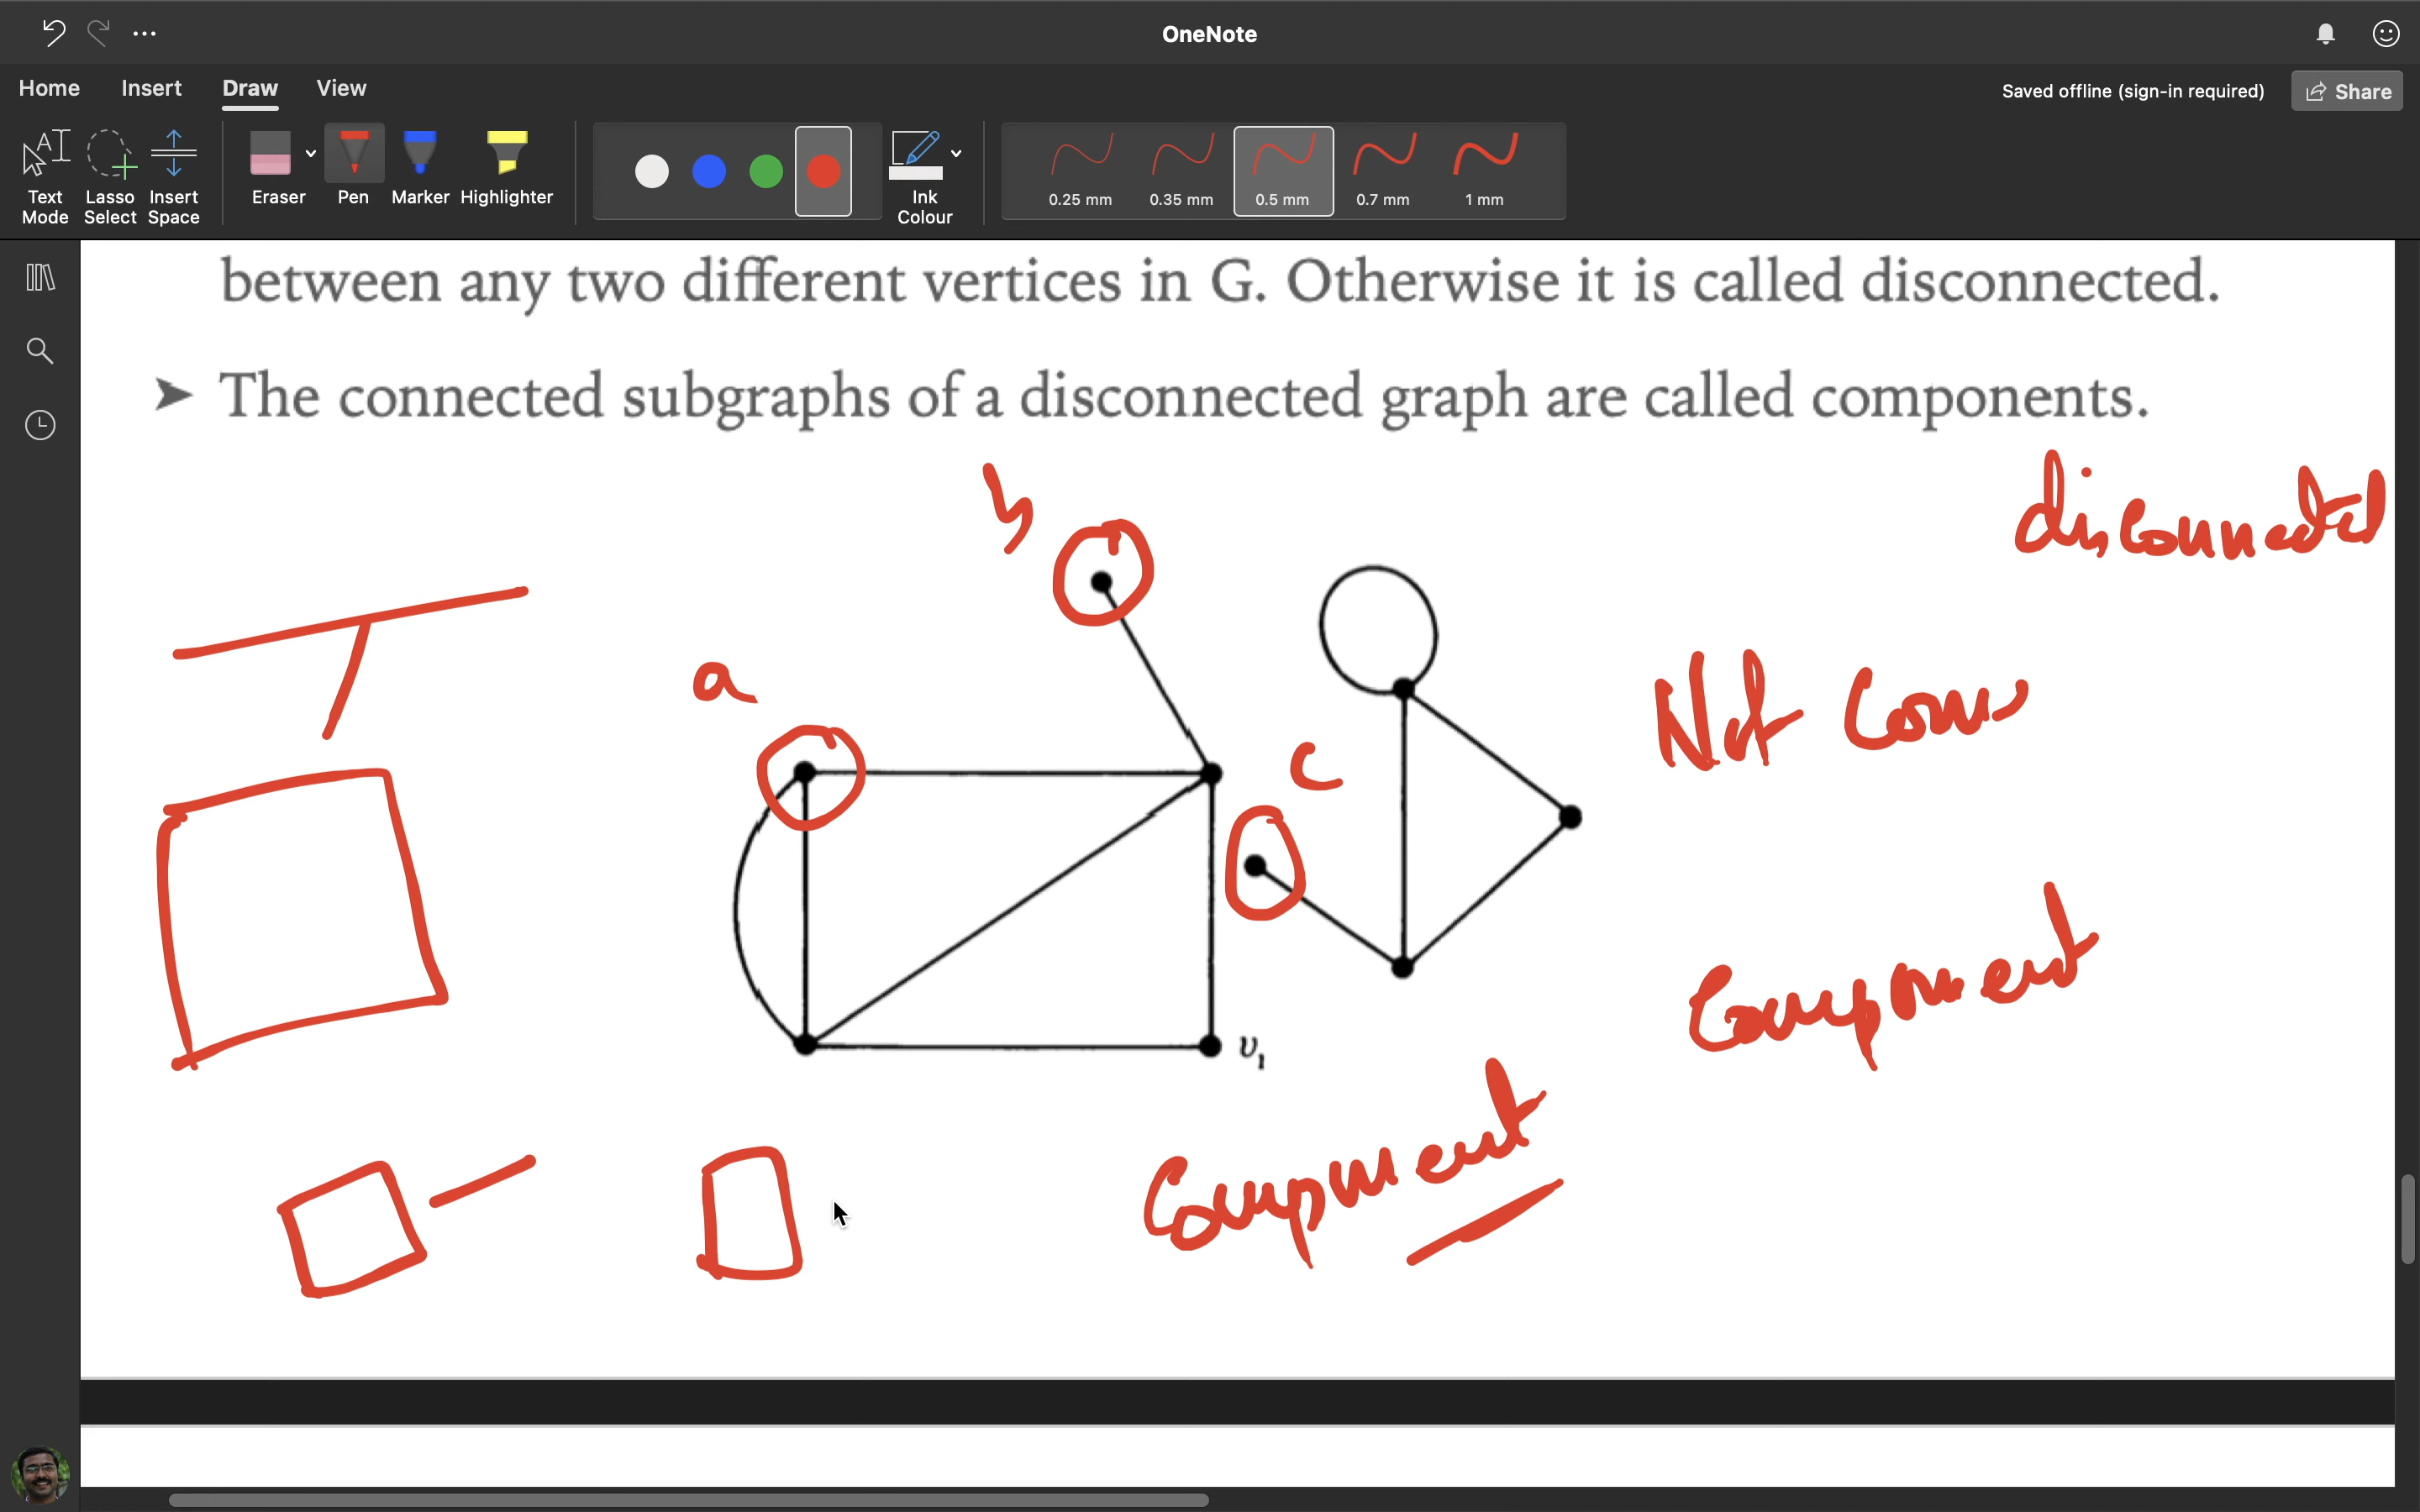 OneNote
Home Insert Draw View
Saved offline (sign-in required) Share
Text Mode
Lasso Select
Insert Space
Eraser
Pen
Marker
Highlighter
Ink Colour
0.25 mm
0.35 mm
0.5 mm
0.7 mm
1 mm
between any two different vertices in G. Otherwise it is called disconnected.
➤ The connected subgraphs of a disconnected graph are called components.
b
disconnected
a
Not Conn
c
Component
v₁
Component